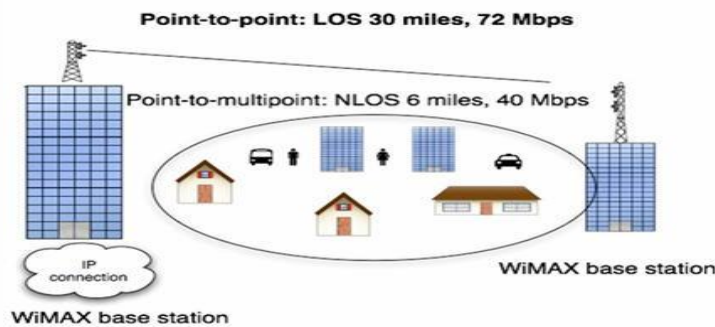 Point-to-point: LOS 30 miles, 72 Mbps
Point-to-multipoint: NLOS 6 miles, 40 Mbps
IP
connection
WiMAX base station
WiMAX base station